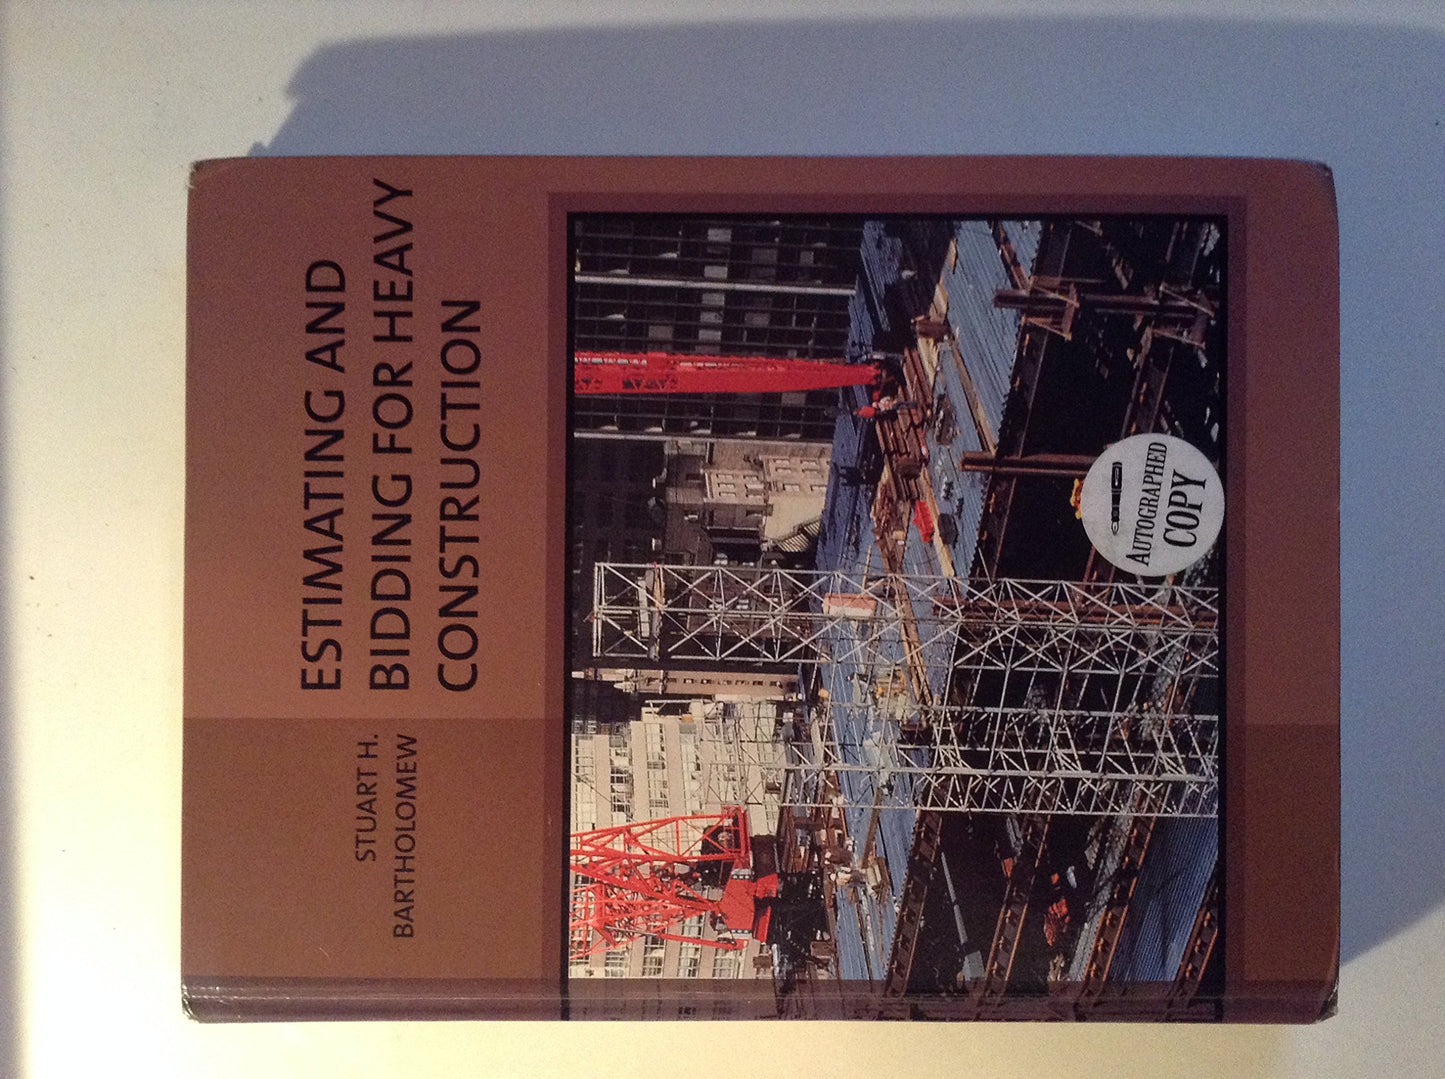 STUART H.
BARTHOLOMEW
ESTIMATING AND
BIDDING FOR HEAVY
CONSTRUCTION
AUTOGRAPHED
COPY